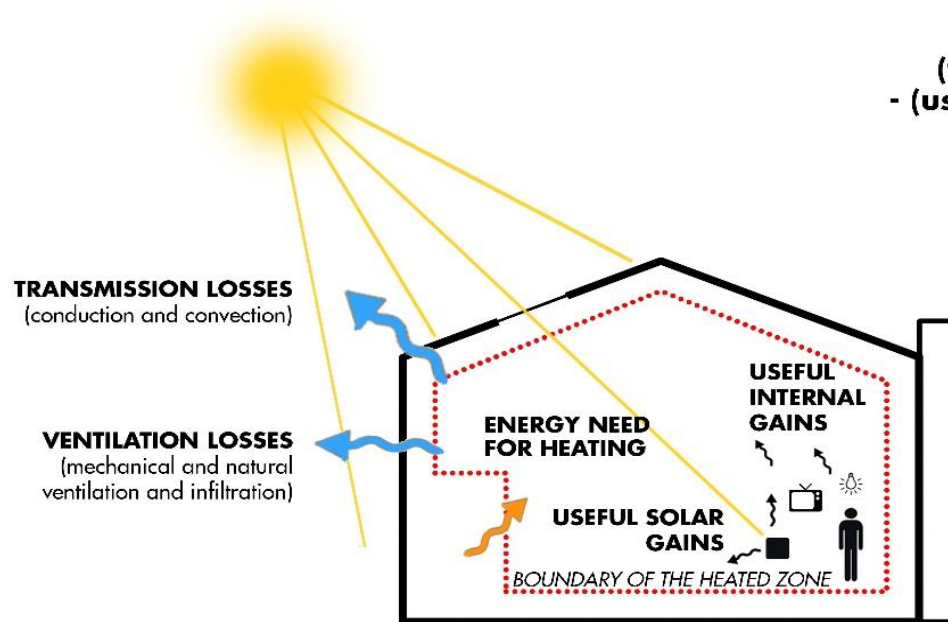 - (us
TRANSMISSION LOSSES
(conduction and convection)
VENTILATION LOSSES
(mechanical and natural
ventilation and infiltration)
ENERGY NEED
FOR HEATING
USEFUL
INTERNAL
GAINS
USEFUL SOLAR
GAINS
BOUNDARY OF THE HEATED ZONE